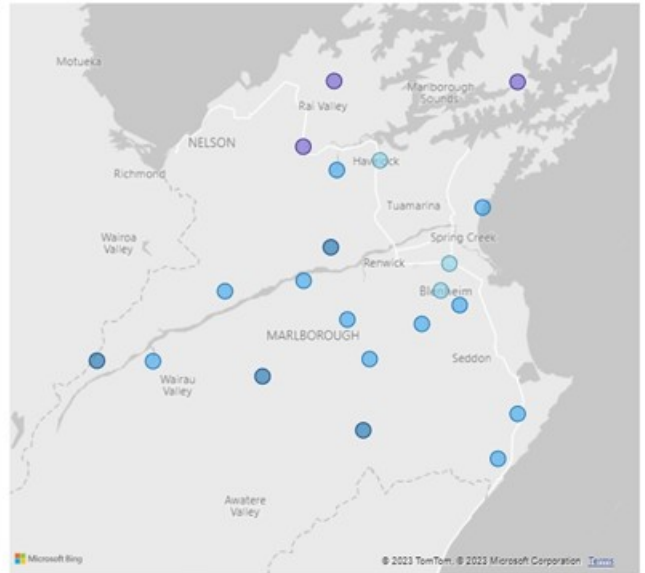 Motueka
Rai Valley
Marlborough
Sounds
NELSON
Havelock
Richmond
Tuamarina
Wairoa
Valley
Spring Creek
Renwick
Blenheim
MARLBOROUGH
Seddon
Wairau
Valley
Awatere
Valley
Microsoft Bing
© 2023 TomTom, © 2023 Microsoft Corporation Terms